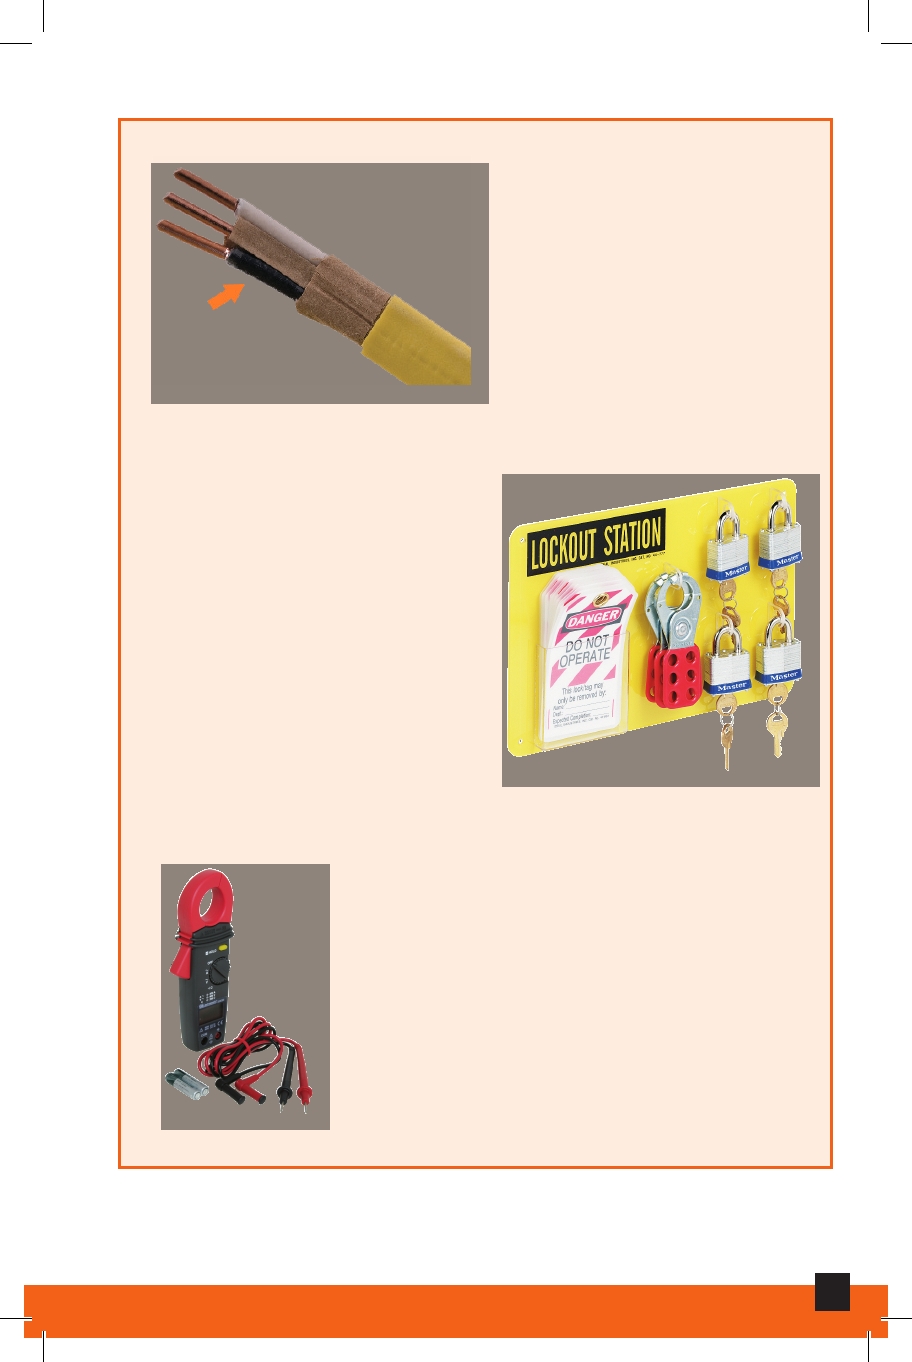 LOCKOUT STATION
DANGER
DO NOT
OPERATE
This lock/tag may
only be removed by:
Name:
Dept.:
Expected Completion:
Master
Master
Master
Master